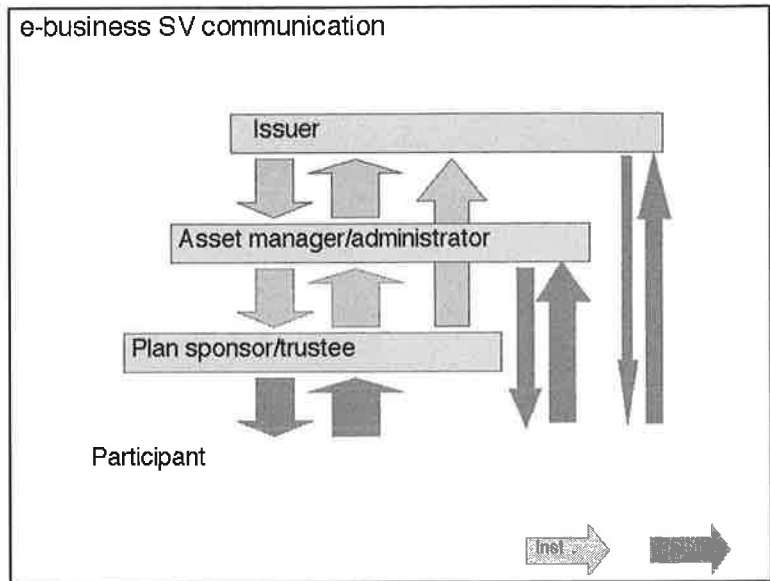 e-business SV communication
Issuer
Asset manager/administrator
Plan sponsor/trustee
Participant
Inst .